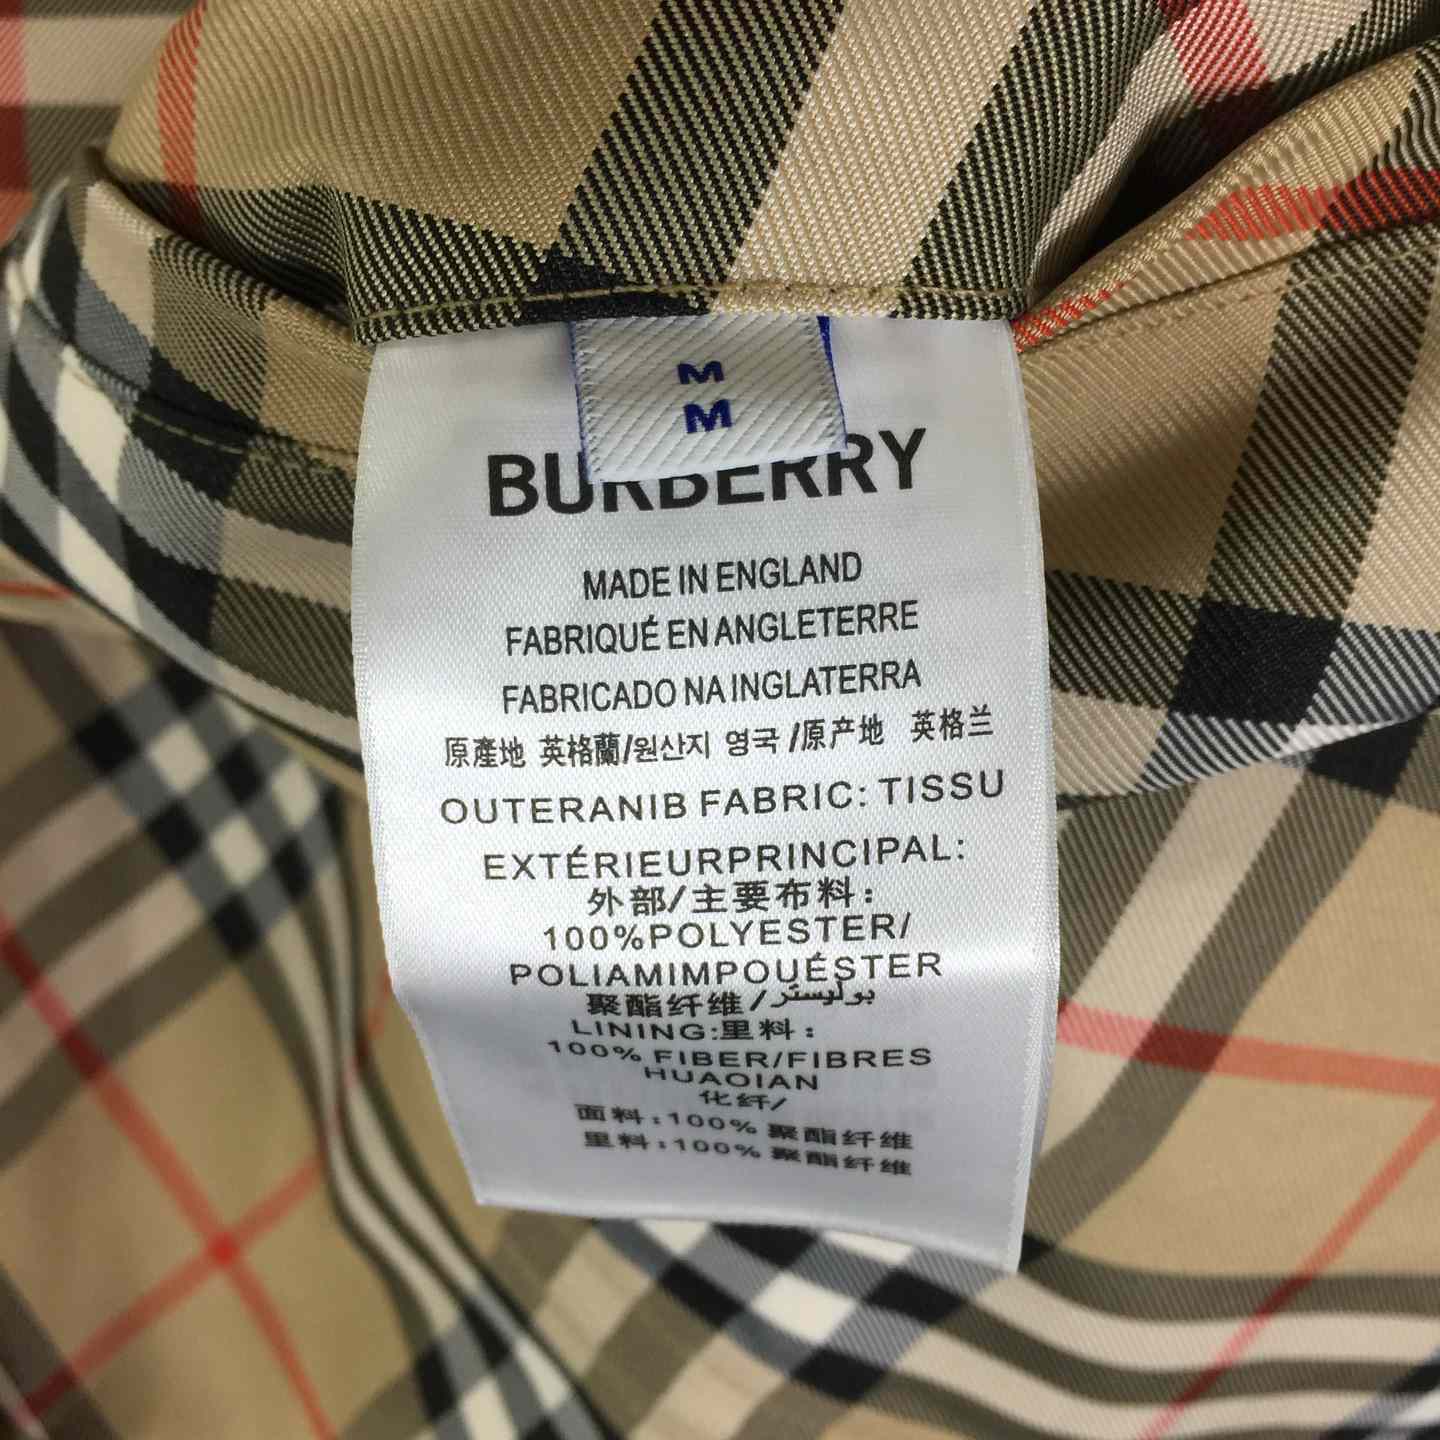 M
M
BURBERRY
MADE IN ENGLAND
FABRIQUÉ EN ANGLETERRE
FABRICADO NA INGLATERRA
原產地 英格蘭/원산지 영국 /原产地 英格兰
OUTERANIB FABRIC: TISSU
EXTÉRIEURPRINCIPAL:
外部/主要布料:
100%POLYESTER/
POLIAMIMPOUÉSTER
聚酯纤维/بوليستر
LINING:里料:
100% FIBER/FIBRES
HUAOIAN
化纤/
面料:100% 聚酯纤维
里料:100% 聚酯纤维